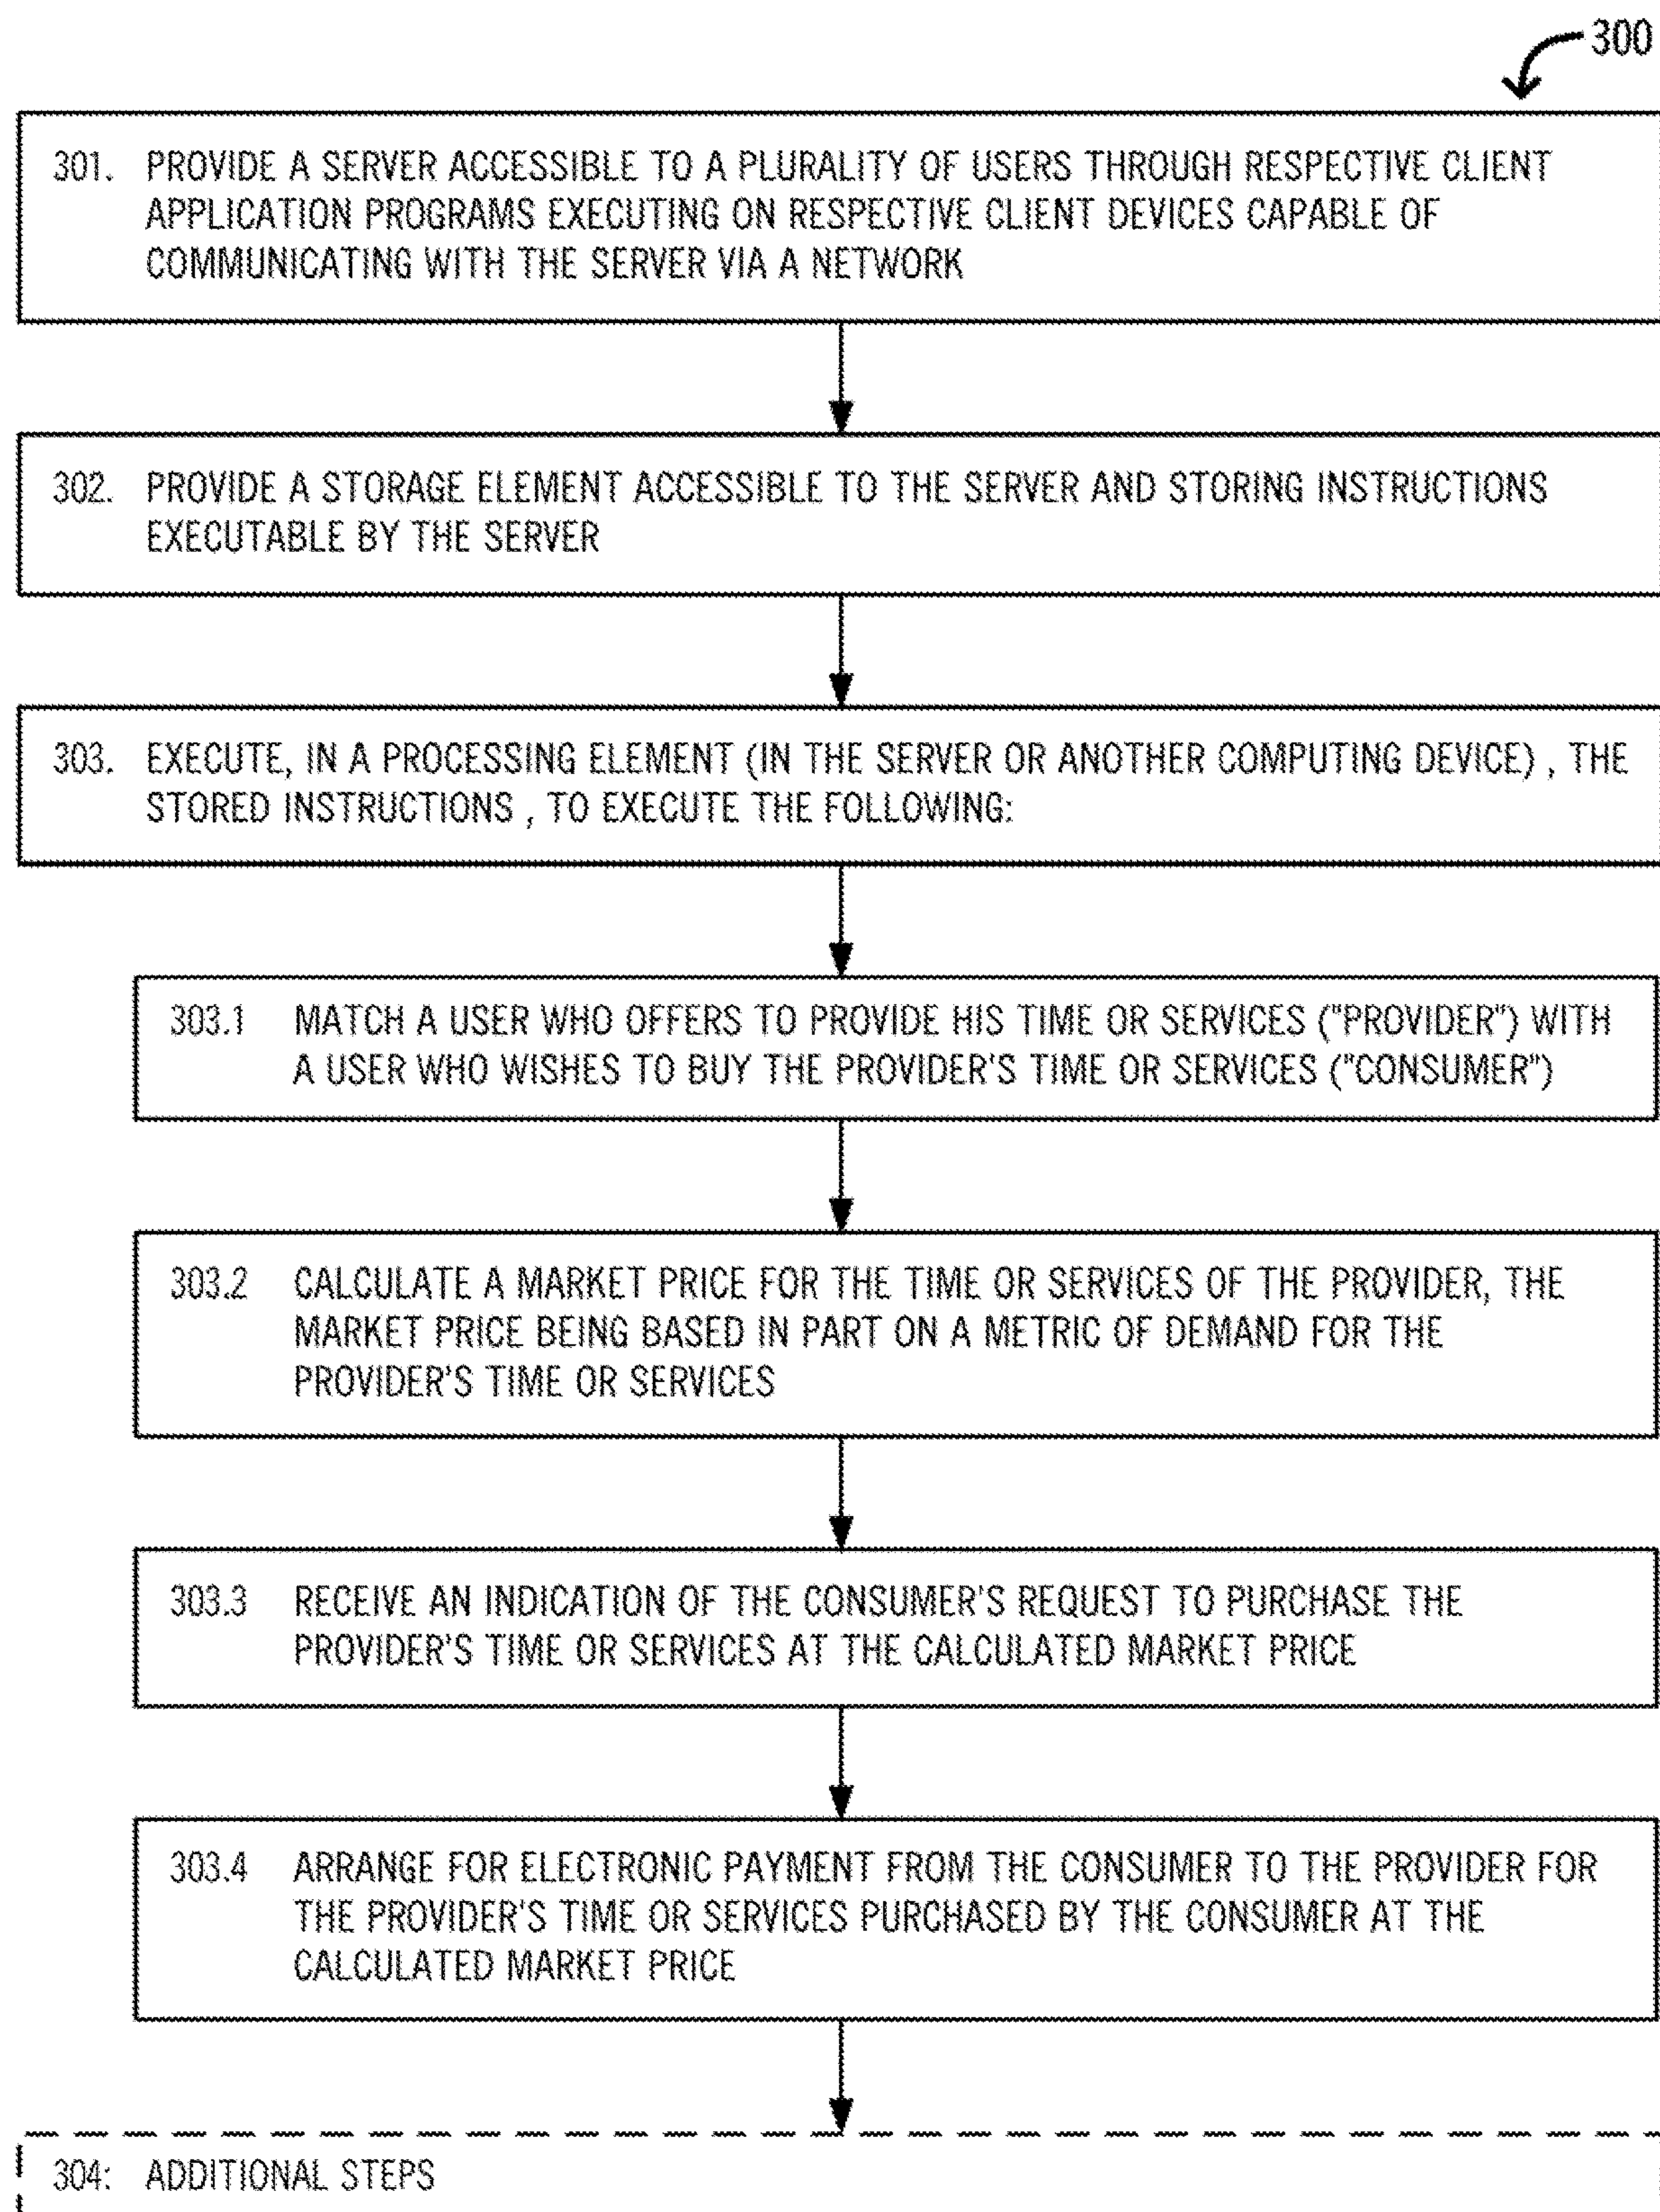 300
301. PROVIDE A SERVER ACCESSIBLE TO A PLURALITY OF USERS THROUGH RESPECTIVE CLIENT
APPLICATION PROGRAMS EXECUTING ON RESPECTIVE CLIENT DEVICES CAPABLE OF
COMMUNICATING WITH THE SERVER VIA A NETWORK
302. PROVIDE A STORAGE ELEMENT ACCESSIBLE TO THE SERVER AND STORING INSTRUCTIONS
EXECUTABLE BY THE SERVER
303. EXECUTE, IN A PROCESSING ELEMENT (IN THE SERVER OR ANOTHER COMPUTING DEVICE) , THE
STORED INSTRUCTIONS , TO EXECUTE THE FOLLOWING:
303.1 MATCH A USER WHO OFFERS TO PROVIDE HIS TIME OR SERVICES ("PROVIDER") WITH
A USER WHO WISHES TO BUY THE PROVIDER'S TIME OR SERVICES ("CONSUMER")
303.2 CALCULATE A MARKET PRICE FOR THE TIME OR SERVICES OF THE PROVIDER, THE
MARKET PRICE BEING BASED IN PART ON A METRIC OF DEMAND FOR THE
PROVIDER'S TIME OR SERVICES
303.3 RECEIVE AN INDICATION OF THE CONSUMER'S REQUEST TO PURCHASE THE
PROVIDER'S TIME OR SERVICES AT THE CALCULATED MARKET PRICE
303.4 ARRANGE FOR ELECTRONIC PAYMENT FROM THE CONSUMER TO THE PROVIDER FOR
THE PROVIDER'S TIME OR SERVICES PURCHASED BY THE CONSUMER AT THE
CALCULATED MARKET PRICE
304: ADDITIONAL STEPS